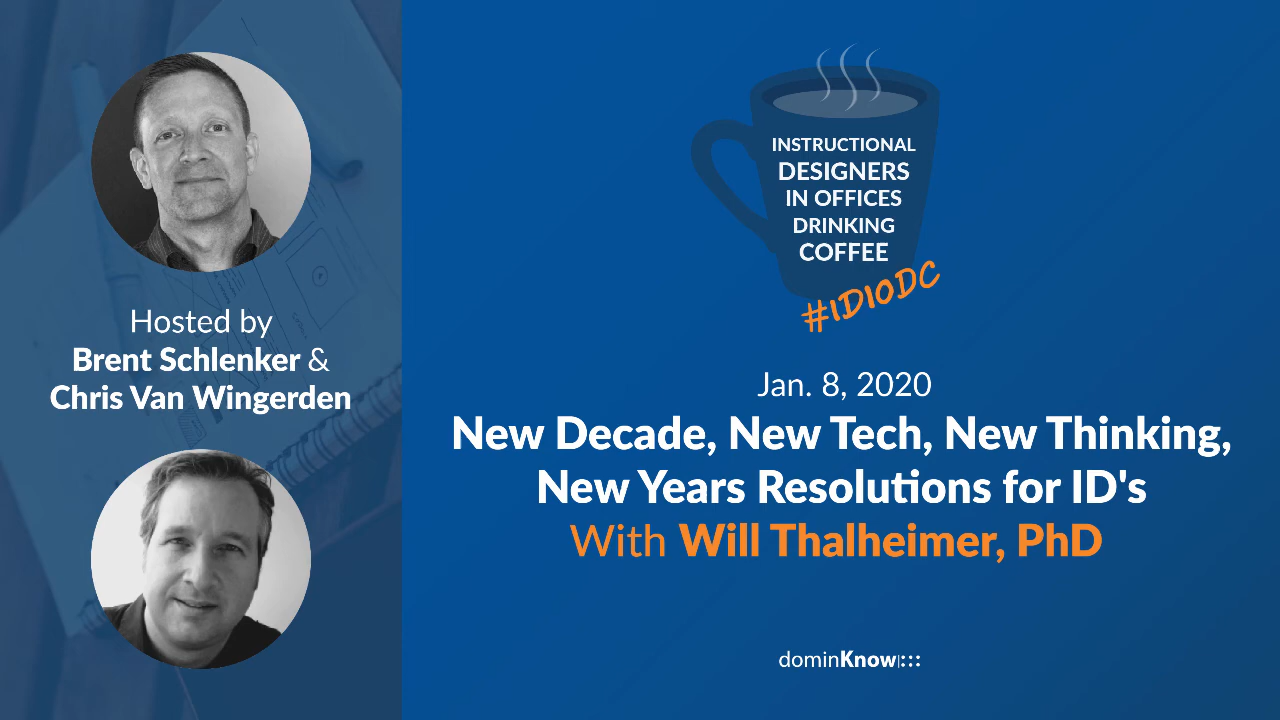 Hosted by
Brent Schlenker &
Chris Van Wingerden
INSTRUCTIONAL
DESIGNERS
IN OFFICES
DRINKING
COFFEE
#IDIODC
Jan. 8, 2020
New Decade, New Tech, New Thinking,
New Years Resolutions for ID's
With Will Thalheimer, PhD
dominKnow